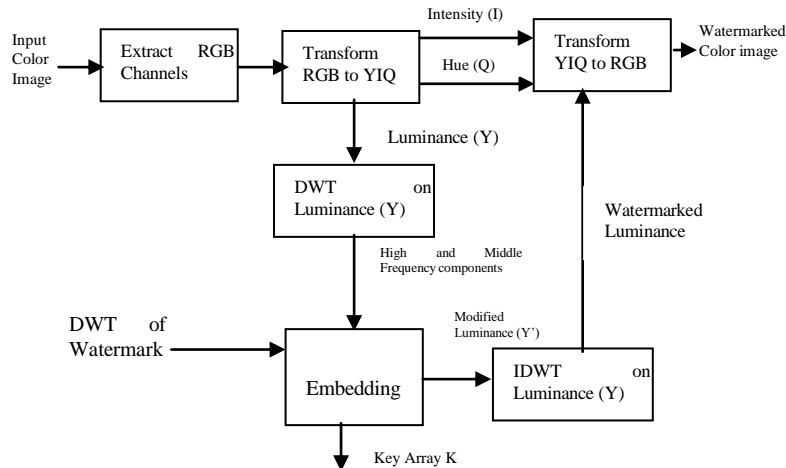 Input
Color
Image
Extract RGB
Channels
Transform
RGB to YIQ
Intensity (I)
Hue (Q)
Transform
YIQ to RGB
Watermarked
Color image
Luminance (Y)
DWT on
Luminance (Y)
Watermarked
Luminance
High and Middle
Frequency components
DWT of
Watermark
Embedding
Modified
Luminance (Y’)
IDWT on
Luminance (Y)
Key Array K